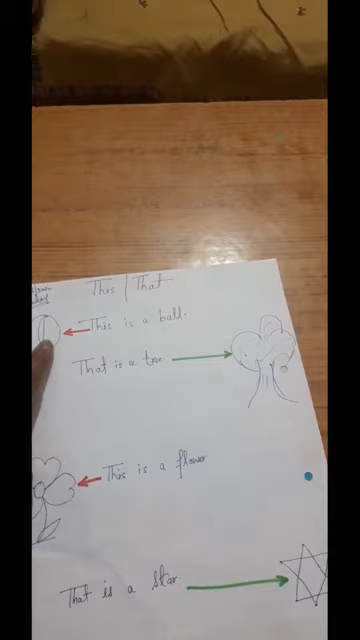 This | That
This is a ball.
That is a tree
This is a flower
That is a star